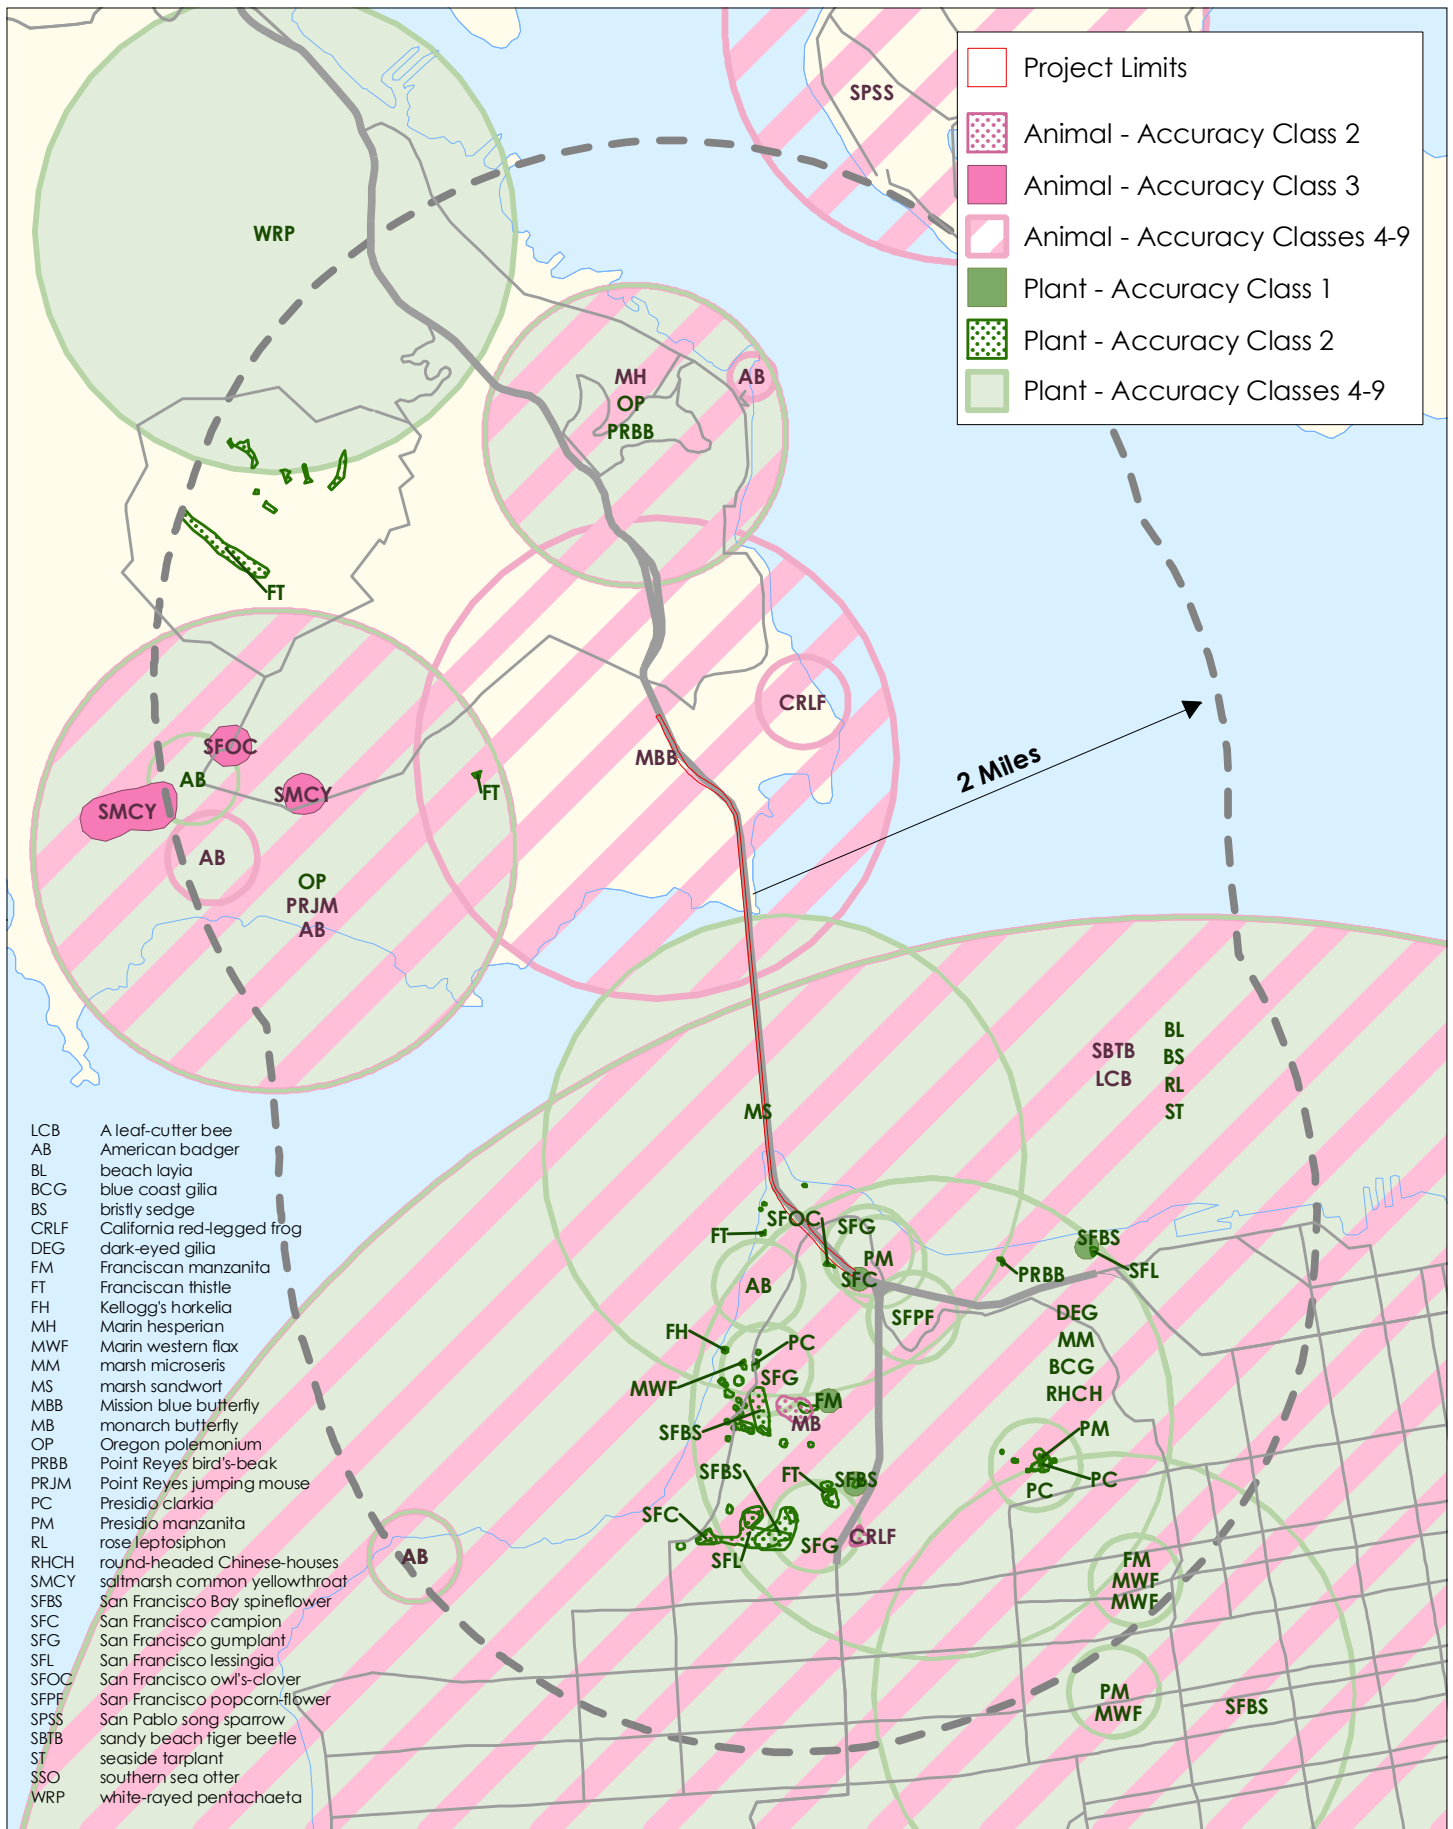 SPSS
Project Limits
Animal - Accuracy Class 2
Animal - Accuracy Class 3
Animal - Accuracy Classes 4-9
Plant - Accuracy Class 1
Plant - Accuracy Class 2
Plant - Accuracy Classes 4-9
WRP
MH
OP
PRBB
AB
FT
CRLF
MBB
2 Miles
SFOC
AB
SMCY
SMCY
FT
AB
OP
PRJM
AB
SBTB
LCB
BL
BS
RL
ST
MS
SFOC
SFG
FT
PM
SFC
SFBS
SFL
PRBB
AB
SFPF
DEG
MM
BCG
RHCH
FH
PC
SFG
MWF
FM
MB
SFBS
PM
PC
PC
SFBS
FT
SFBS
SFC
SFL
SFG
CRLF
AB
FM
MWF
MWF
PM
MWF
SFBS
LCB A leaf-cutter bee
AB American badger
BL beach layia
BCG blue coast gilia
BS bristly sedge
CRLF California red-legged frog
DEG dark-eyed gilia
FM Franciscan manzanita
FT Franciscan thistle
FH Kellogg's horkelia
MH Marin hesperian
MWF Marin western flax
MM marsh microseris
MS marsh sandwort
MBB Mission blue butterfly
MB monarch butterfly
OP Oregon polemonium
PRBB Point Reyes bird's-beak
PRJM Point Reyes jumping mouse
PC Presidio clarkia
PM Presidio manzanita
RL rose leptosiphon
RHCH round-headed Chinese-houses
SMCY saltmarsh common yellowthroat
SFBS San Francisco Bay spineflower
SFC San Francisco campion
SFG San Francisco gumplant
SFL San Francisco lessingia
SFOC San Francisco owl's-clover
SFPF San Francisco popcorn-flower
SPSS San Pablo song sparrow
SBTB sandy beach tiger beetle
ST seaside tarplant
SSO southern sea otter
WRP white-rayed pentachaeta